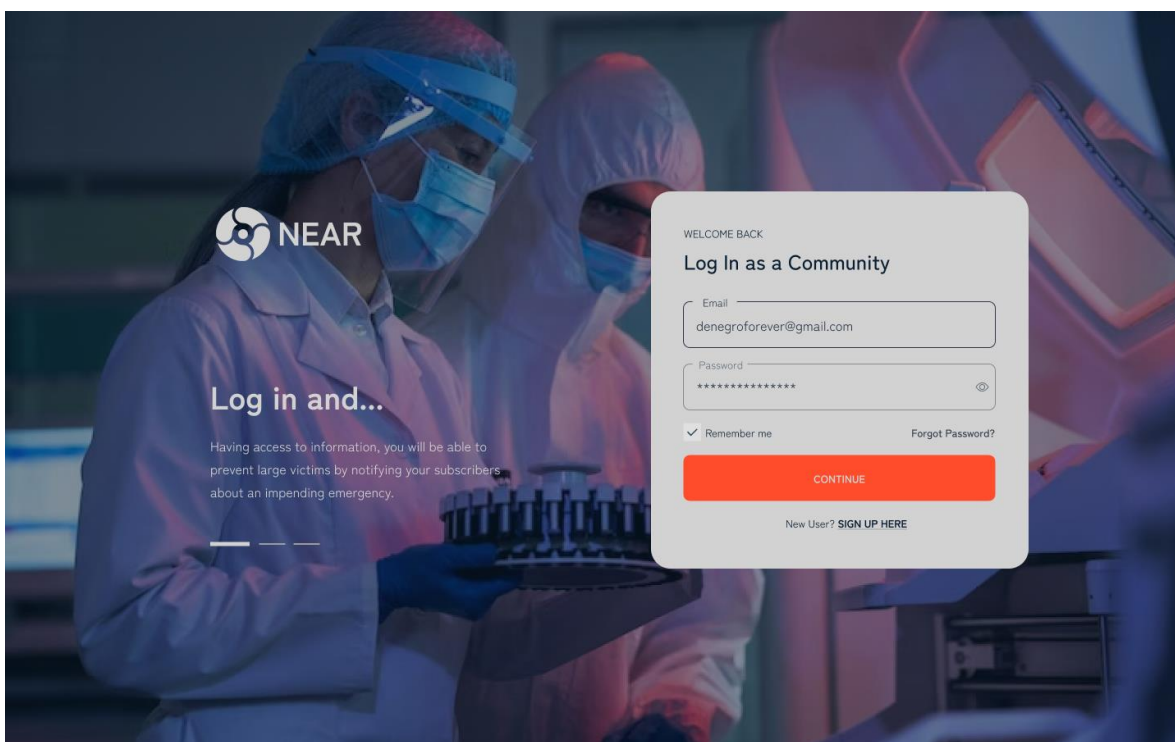 NEAR
Log in and...
Having access to information, you will be able to
prevent large victims by notifying your subscribers
about an impending emergency.
WELCOME BACK
Log In as a Community
Email
denegroforever@gmail.com
Password
***************
Remember me
Forgot Password?
CONTINUE
New User? SIGN UP HERE